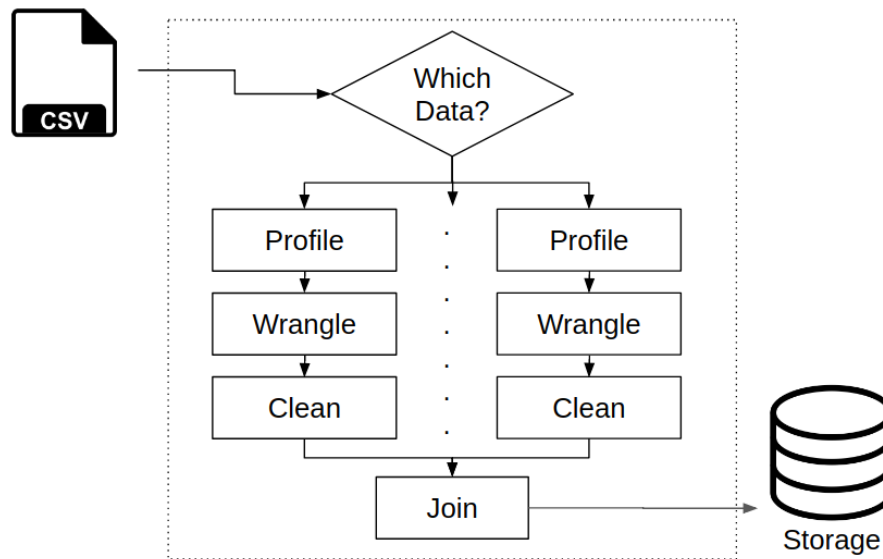 CSV
Which
Data?
Profile
Profile
Wrangle
Wrangle
Clean
Clean
Join
Storage